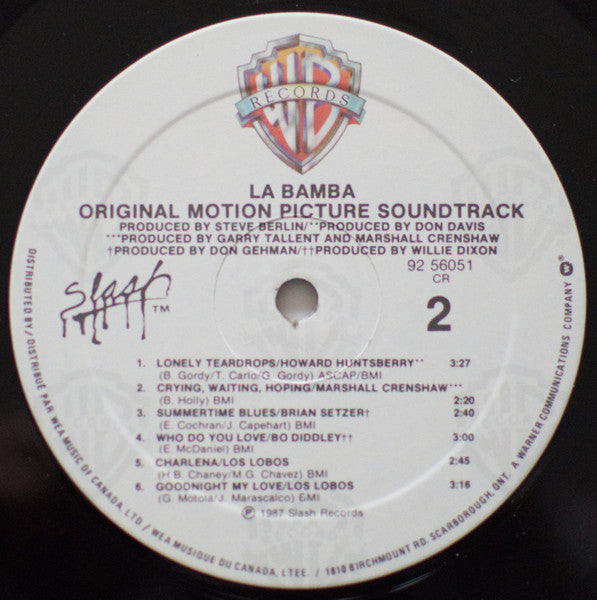 WB
RECORDS
LA BAMBA
ORIGINAL MOTION PICTURE SOUNDTRACK
PRODUCED BY STEVE BERLIN/**PRODUCED BY DON DAVIS
***PRODUCED BY GARRY TALLENT AND MARSHALL CRENSHAW
†PRODUCED BY DON GEHMAN/††PRODUCED BY WILLIE DIXON
92 56051
CR
Slash TM
2
1. LONELY TEARDROPS/HOWARD HUNTSBERRY** 3:27
(B. Gordy/T. Carlo/G. Gordy) ASCAP/BMI
2. CRYING, WAITING, HOPING/MARSHALL CRENSHAW***
(B. Holly) BMI 2:20
3. SUMMERTIME BLUES/BRIAN SETZER† 2:40
(E. Cochran/J. Capehart) BMI
4. WHO DO YOU LOVE/BO DIDDLEY†† 3:00
(E. McDaniel) BMI
5. CHARLENA/LOS LOBOS 2:45
(H.B. Chaney/M.G. Chavez) BMI
6. GOODNIGHT MY LOVE/LOS LOBOS 3:16
(G. Motola/J. Marascalco) BMI
℗ 1987 Slash Records
DISTRIBUTED BY/DISTRIBUÉ PAR WEA MUSIC OF CANADA, LTD/WEA MUSIQUE DU CANADA, LTEE. / 1810 BIRCHMOUNT RD, SCARBOROUGH, ONT. A WARNER COMMUNICATIONS COMPANY W ®